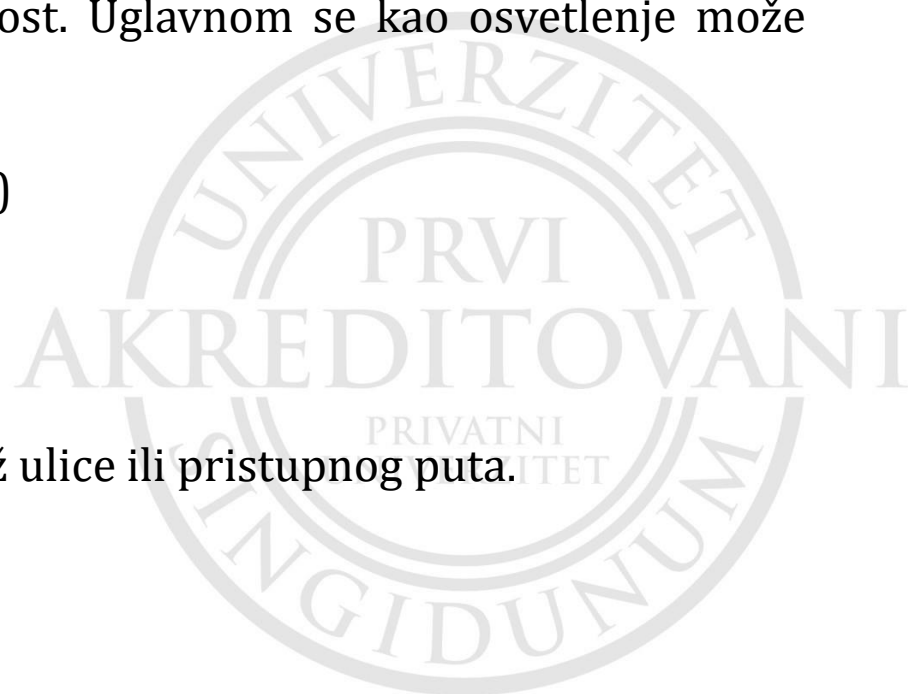 ost. Uglavnom se kao osvetlenje može
UNIVERZITET
)
PRVI
AKREDITOVANI
PRIVATNI
ž ulice ili pristupnog puta.
UNIVERZITET
SINGIDUNUM